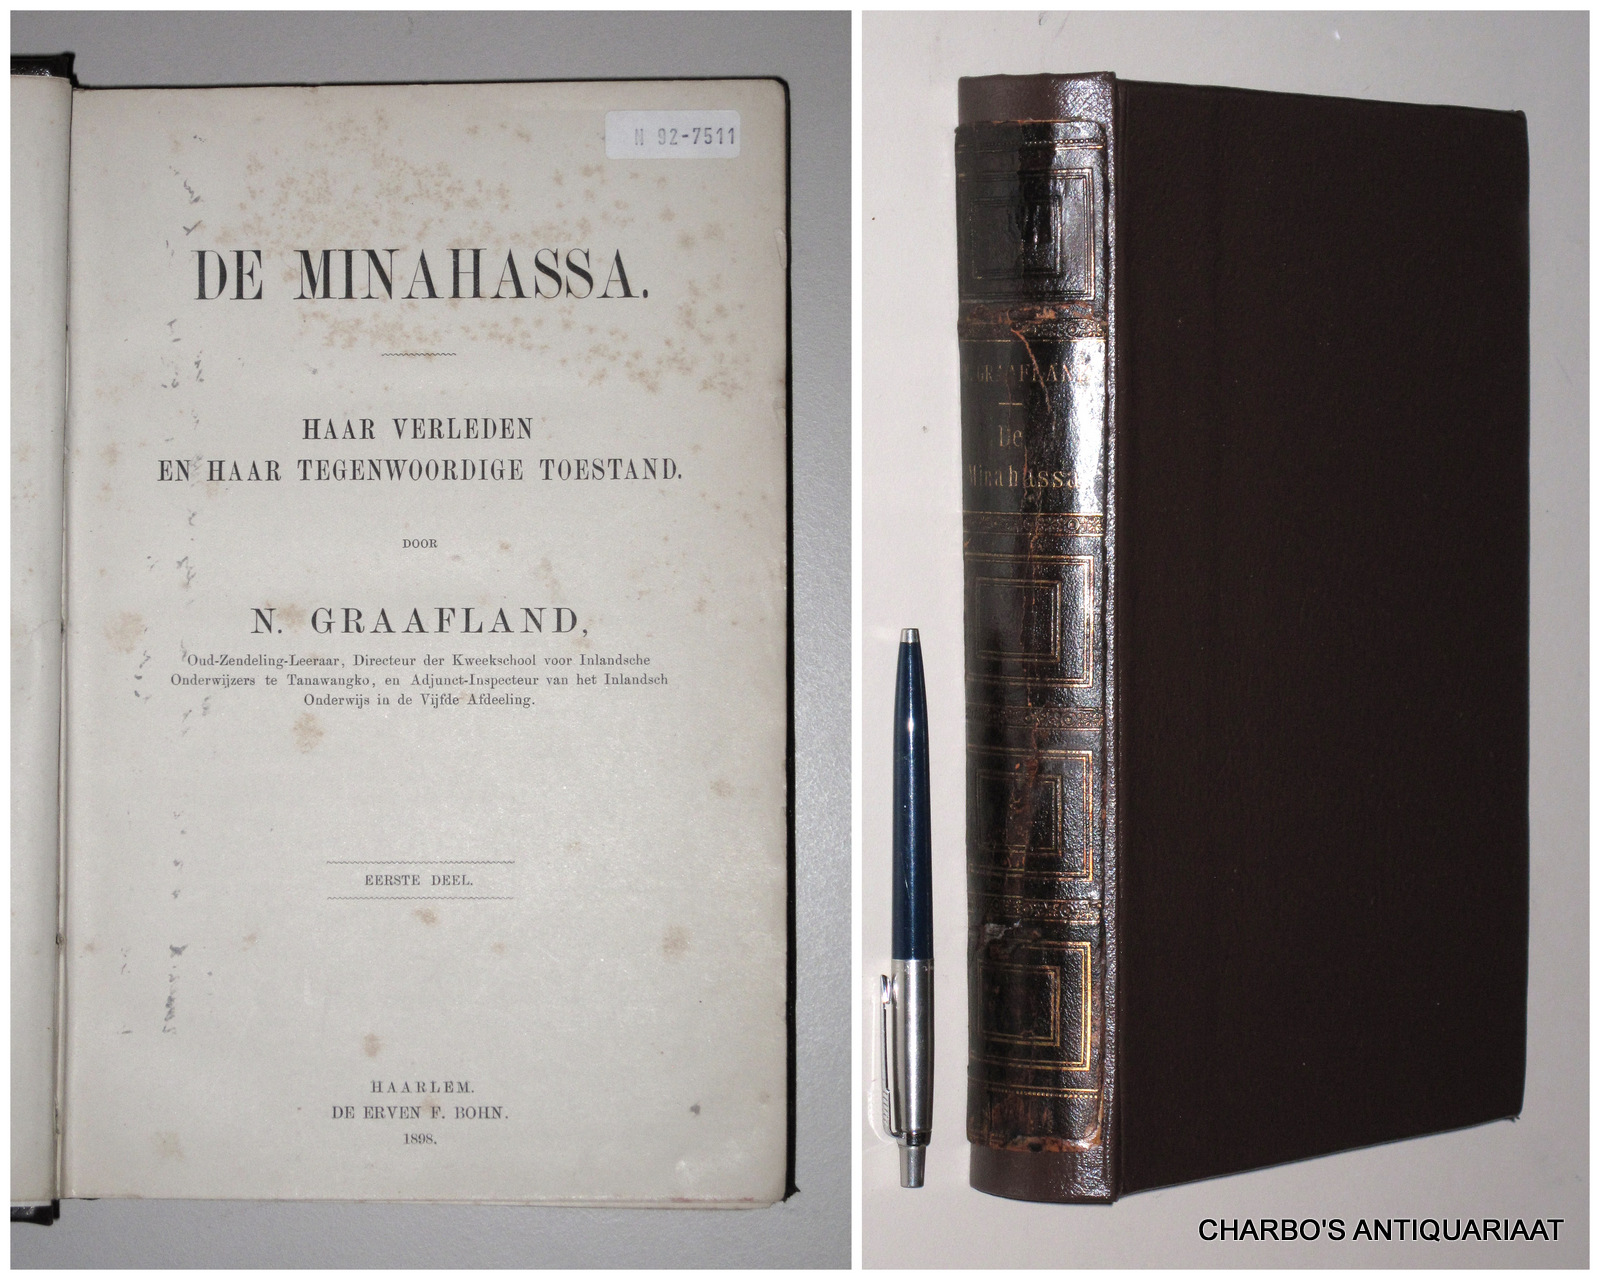 N 92-7511
DE MINAHASSA.
HAAR VERLEDEN
EN HAAR TEGENWOORDIGE TOESTAND.
DOOR
N. GRAAFLAND,
Oud-Zendeling-Leeraar, Directeur der Kweekschool voor Inlandsche
Onderwijzers te Tanawangko, en Adjunct-Inspecteur van het Inlandsch
Onderwijs in de Vijfde Afdeeling.
EERSTE DEEL.
HAARLEM.
DE ERVEN F. BOHN.
1898.
GRAAFLAND
De
Minahassa
CHARBO'S ANTIQUARIAAT